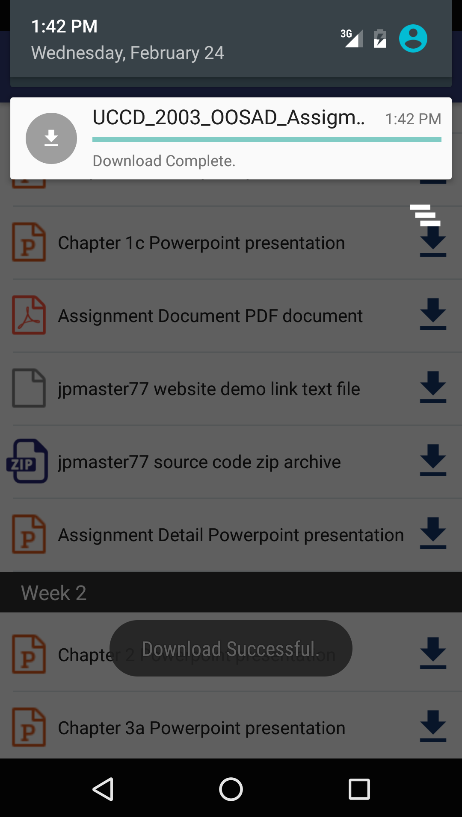 1:42 PM
Wednesday, February 24
3G
UCCD_2003_OOSAD_Assigm.. 1:42 PM
Download Complete.
Chapter 1c Powerpoint presentation
Assignment Document PDF document
jpmaster77 website demo link text file
ZIP jpmaster77 source code zip archive
Assignment Detail Powerpoint presentation
Week 2
Chapter 2 Powerpoint presentation
Download Successful.
Chapter 3a Powerpoint presentation